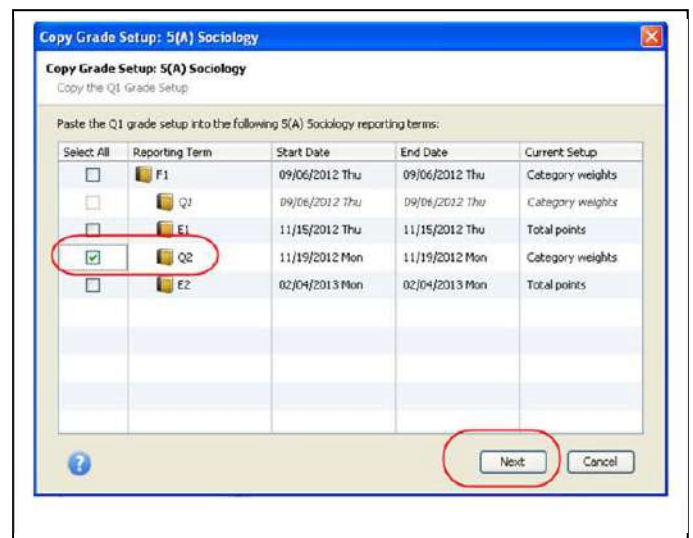 Copy Grade Setup: 5(A) Sociology
Copy Grade Setup: 5(A) Sociology
Copy the Q1 Grade Setup
Paste the Q1 grade setup into the following 5(A) Sociology reporting terms:
Select All Reporting Term Start Date End Date Current Setup
F1 09/06/2012 Thu 09/06/2012 Thu Category weights
Q1 09/06/2012 Thu 09/06/2012 Thu Category weights
E1 11/15/2012 Thu 11/15/2012 Thu Total points
Q2 11/19/2012 Mon 11/19/2012 Mon Category weights
E2 02/04/2013 Mon 02/04/2013 Mon Total points
? Next Cancel